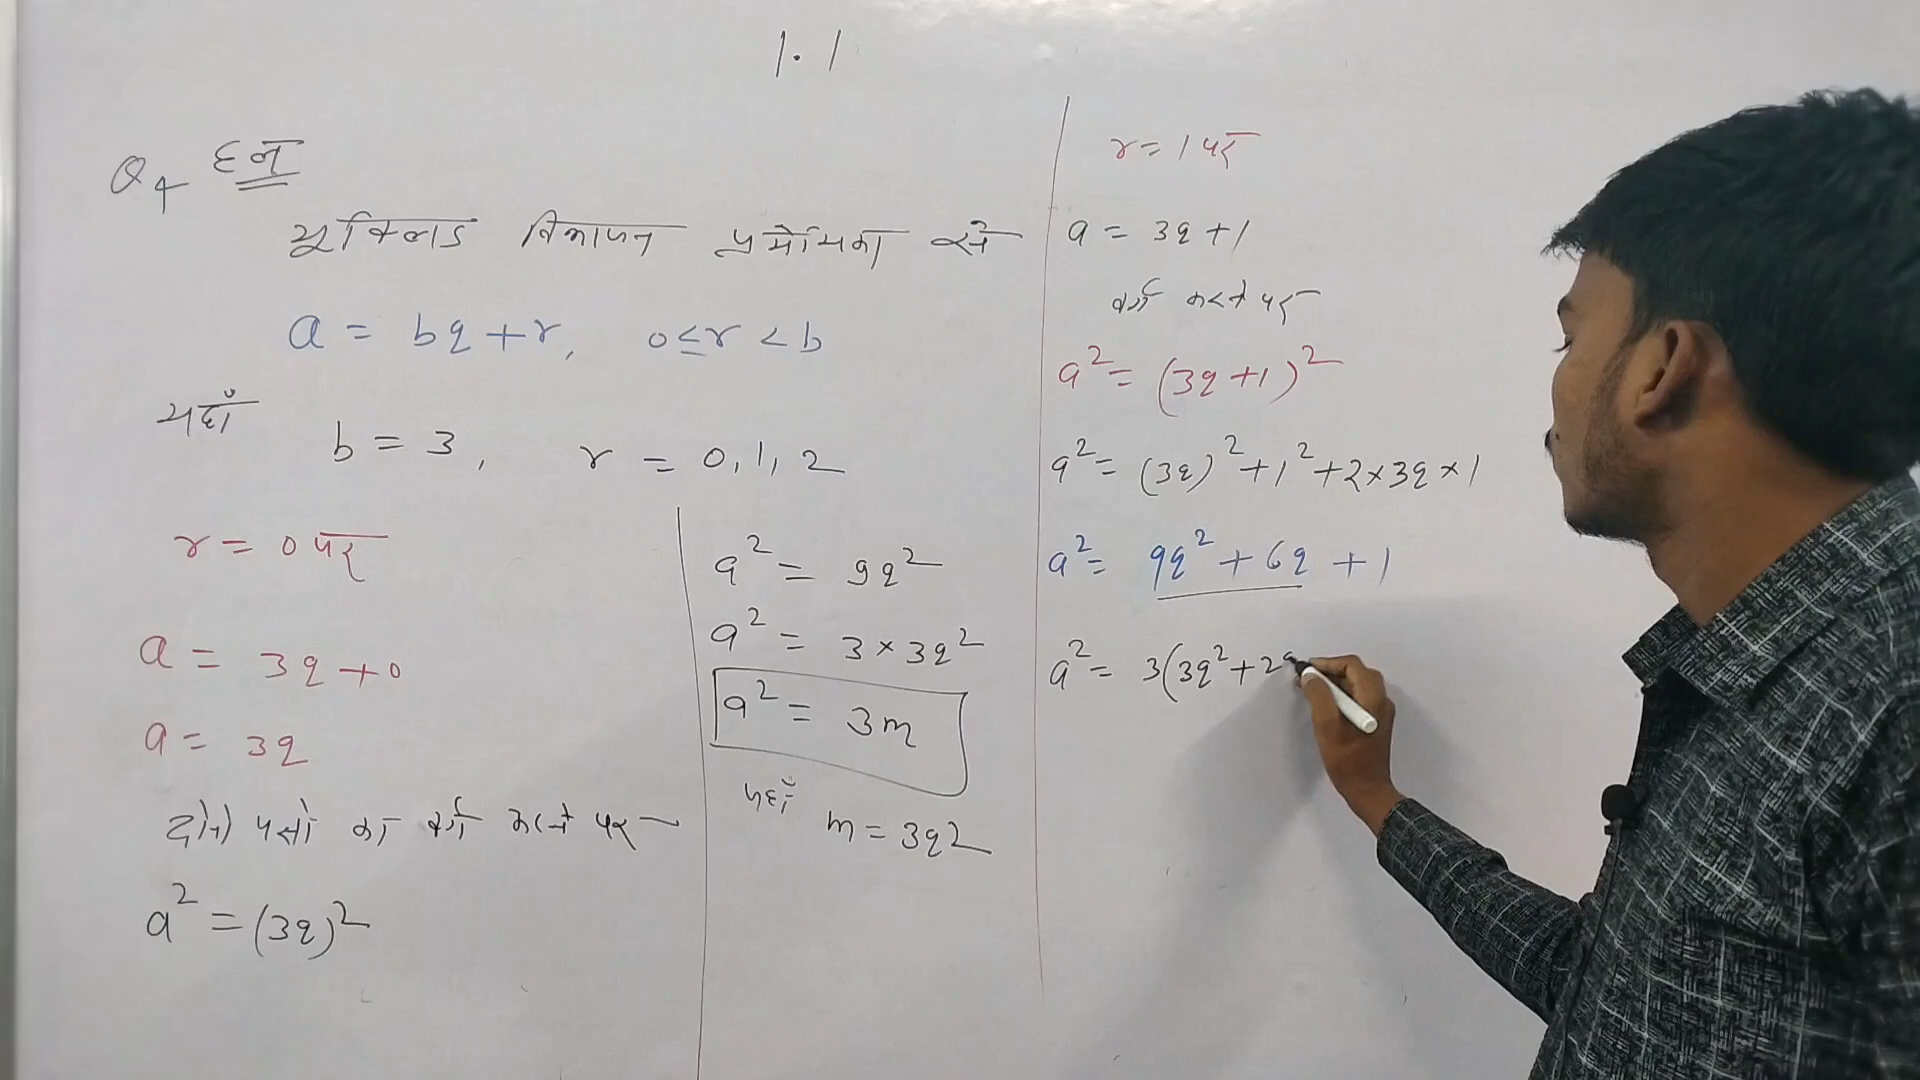 1.1
Q4 हल
यूक्लिड विभाजन प्रमेयिका से
a = bq + r, 0 ≤ r < b
यहाँ
b = 3, r = 0, 1, 2
r = 0 पर
a = 3q + 0
a = 3q
दोनो पक्षो का वर्ग करने पर
a² = (3q)²
a² = 9q²
a² = 3 × 3q²
a² = 3m
यहाँ
m = 3q2
r = 1 पर
a = 3q + 1
वर्ग करने पर
a² = (3q + 1)²
a² = (3q)² + 1² + 2 × 3q × 1
a² = 9q² + 6q + 1
a² = 3(3q² + 2q